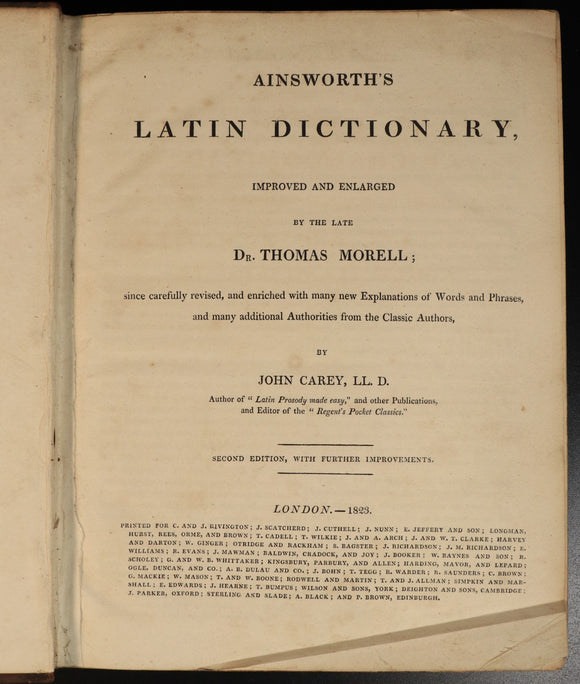 AINSWORTH'S
LATIN DICTIONARY,
IMPROVED AND ENLARGED
BY THE LATE
DR. THOMAS MORELL;
since carefully revised, and enriched with many new Explanations of Words and Phrases,
and many additional Authorities from the Classic Authors,
BY
JOHN CAREY, LL. D.
Author of " Latin Prosody made easy," and other Publications,
and Editor of the " Regent's Pocket Classics."
SECOND EDITION, WITH FURTHER IMPROVEMENTS.
LONDON.—1823.
PRINTED FOR C. AND J. RIVINGTON; J. SCATCHERD; J. CUTHELL; J. NUNN; E. JEFFERY AND SON; LONGMAN,
HURST, REES, ORME, AND BROWN; T. CADELL; T. WILKIE; J. AND A. ARCH; J. AND W. T. CLARKE; HARVEY
AND DARTON; W. GINGER; OTRIDGE AND RACKHAM; S. BAGSTER; J. RICHARDSON; J. M. RICHARDSON; E.
WILLIAMS; R. EVANS; J. MAWMAN; BALDWIN, CRADOCK, AND JOY; J. BOOKER; W. BAYNES AND SON; R.
SCHOLEY; G. AND W. B. WHITTAKER; KINGSBURY, PARBURY, AND ALLEN; HARDING, MAVOR, AND LEPARD;
OGLE, DUNCAN, AND CO.; A. B. DULAU AND CO.; J. BOHN; T. TEGG; R. WARDER; R. SAUNDERS; C. BROWN;
G. MACKIE; W. MASON; T. AND W. BOONE; RODWELL AND MARTIN; T. AND J. ALLMAN; SIMPKIN AND MAR-
SHALL; E. EDWARDS; J. HEARNE; T. BUMPUS; WILSON AND SONS, YORK; DEIGHTON AND SONS, CAMBRIDGE;
J. PARKER, OXFORD; STERLING AND SLADE; A. BLACK; AND P. BROWN, EDINBURGH.